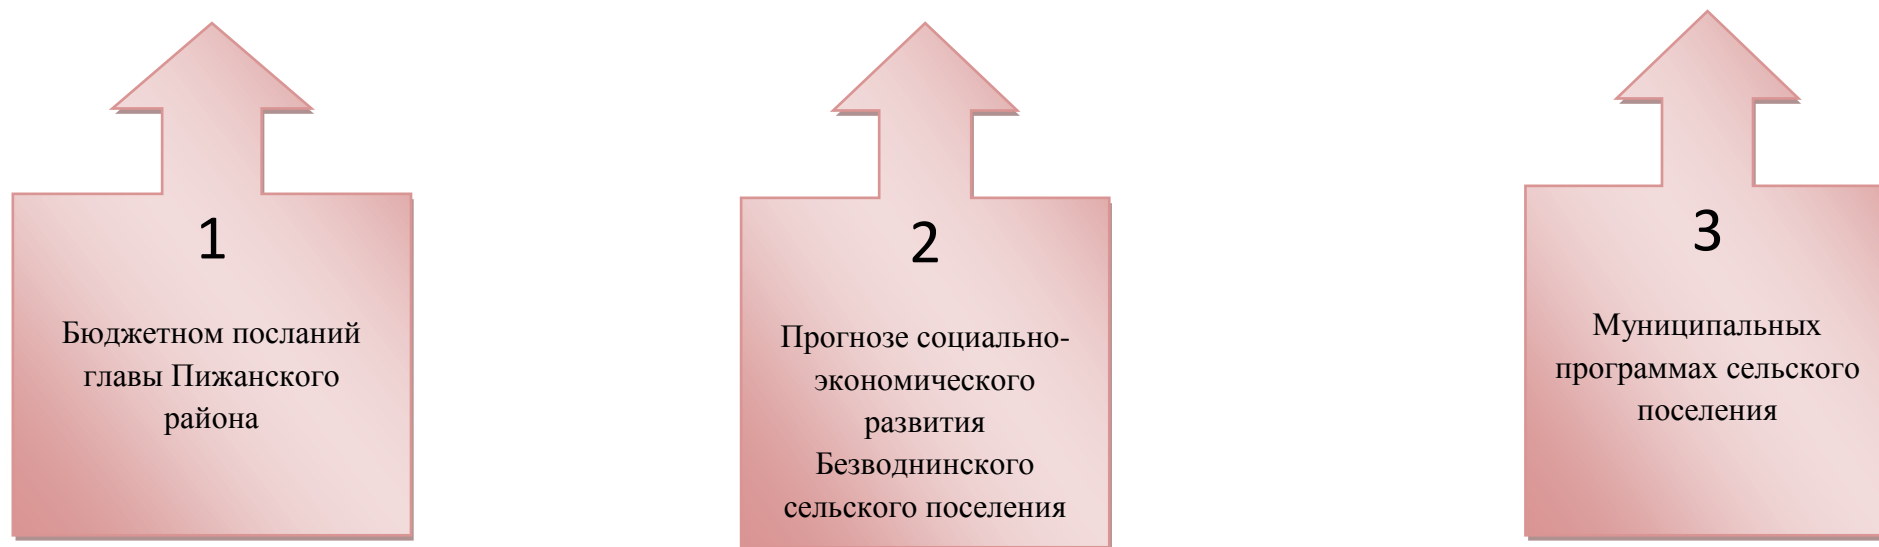 1
Бюджетном посланий
главы Пижанского
района
2
Прогнозе социально-
экономического
развития
Безводнинского
сельского поселения
3
Муниципальных
программах сельского
поселения